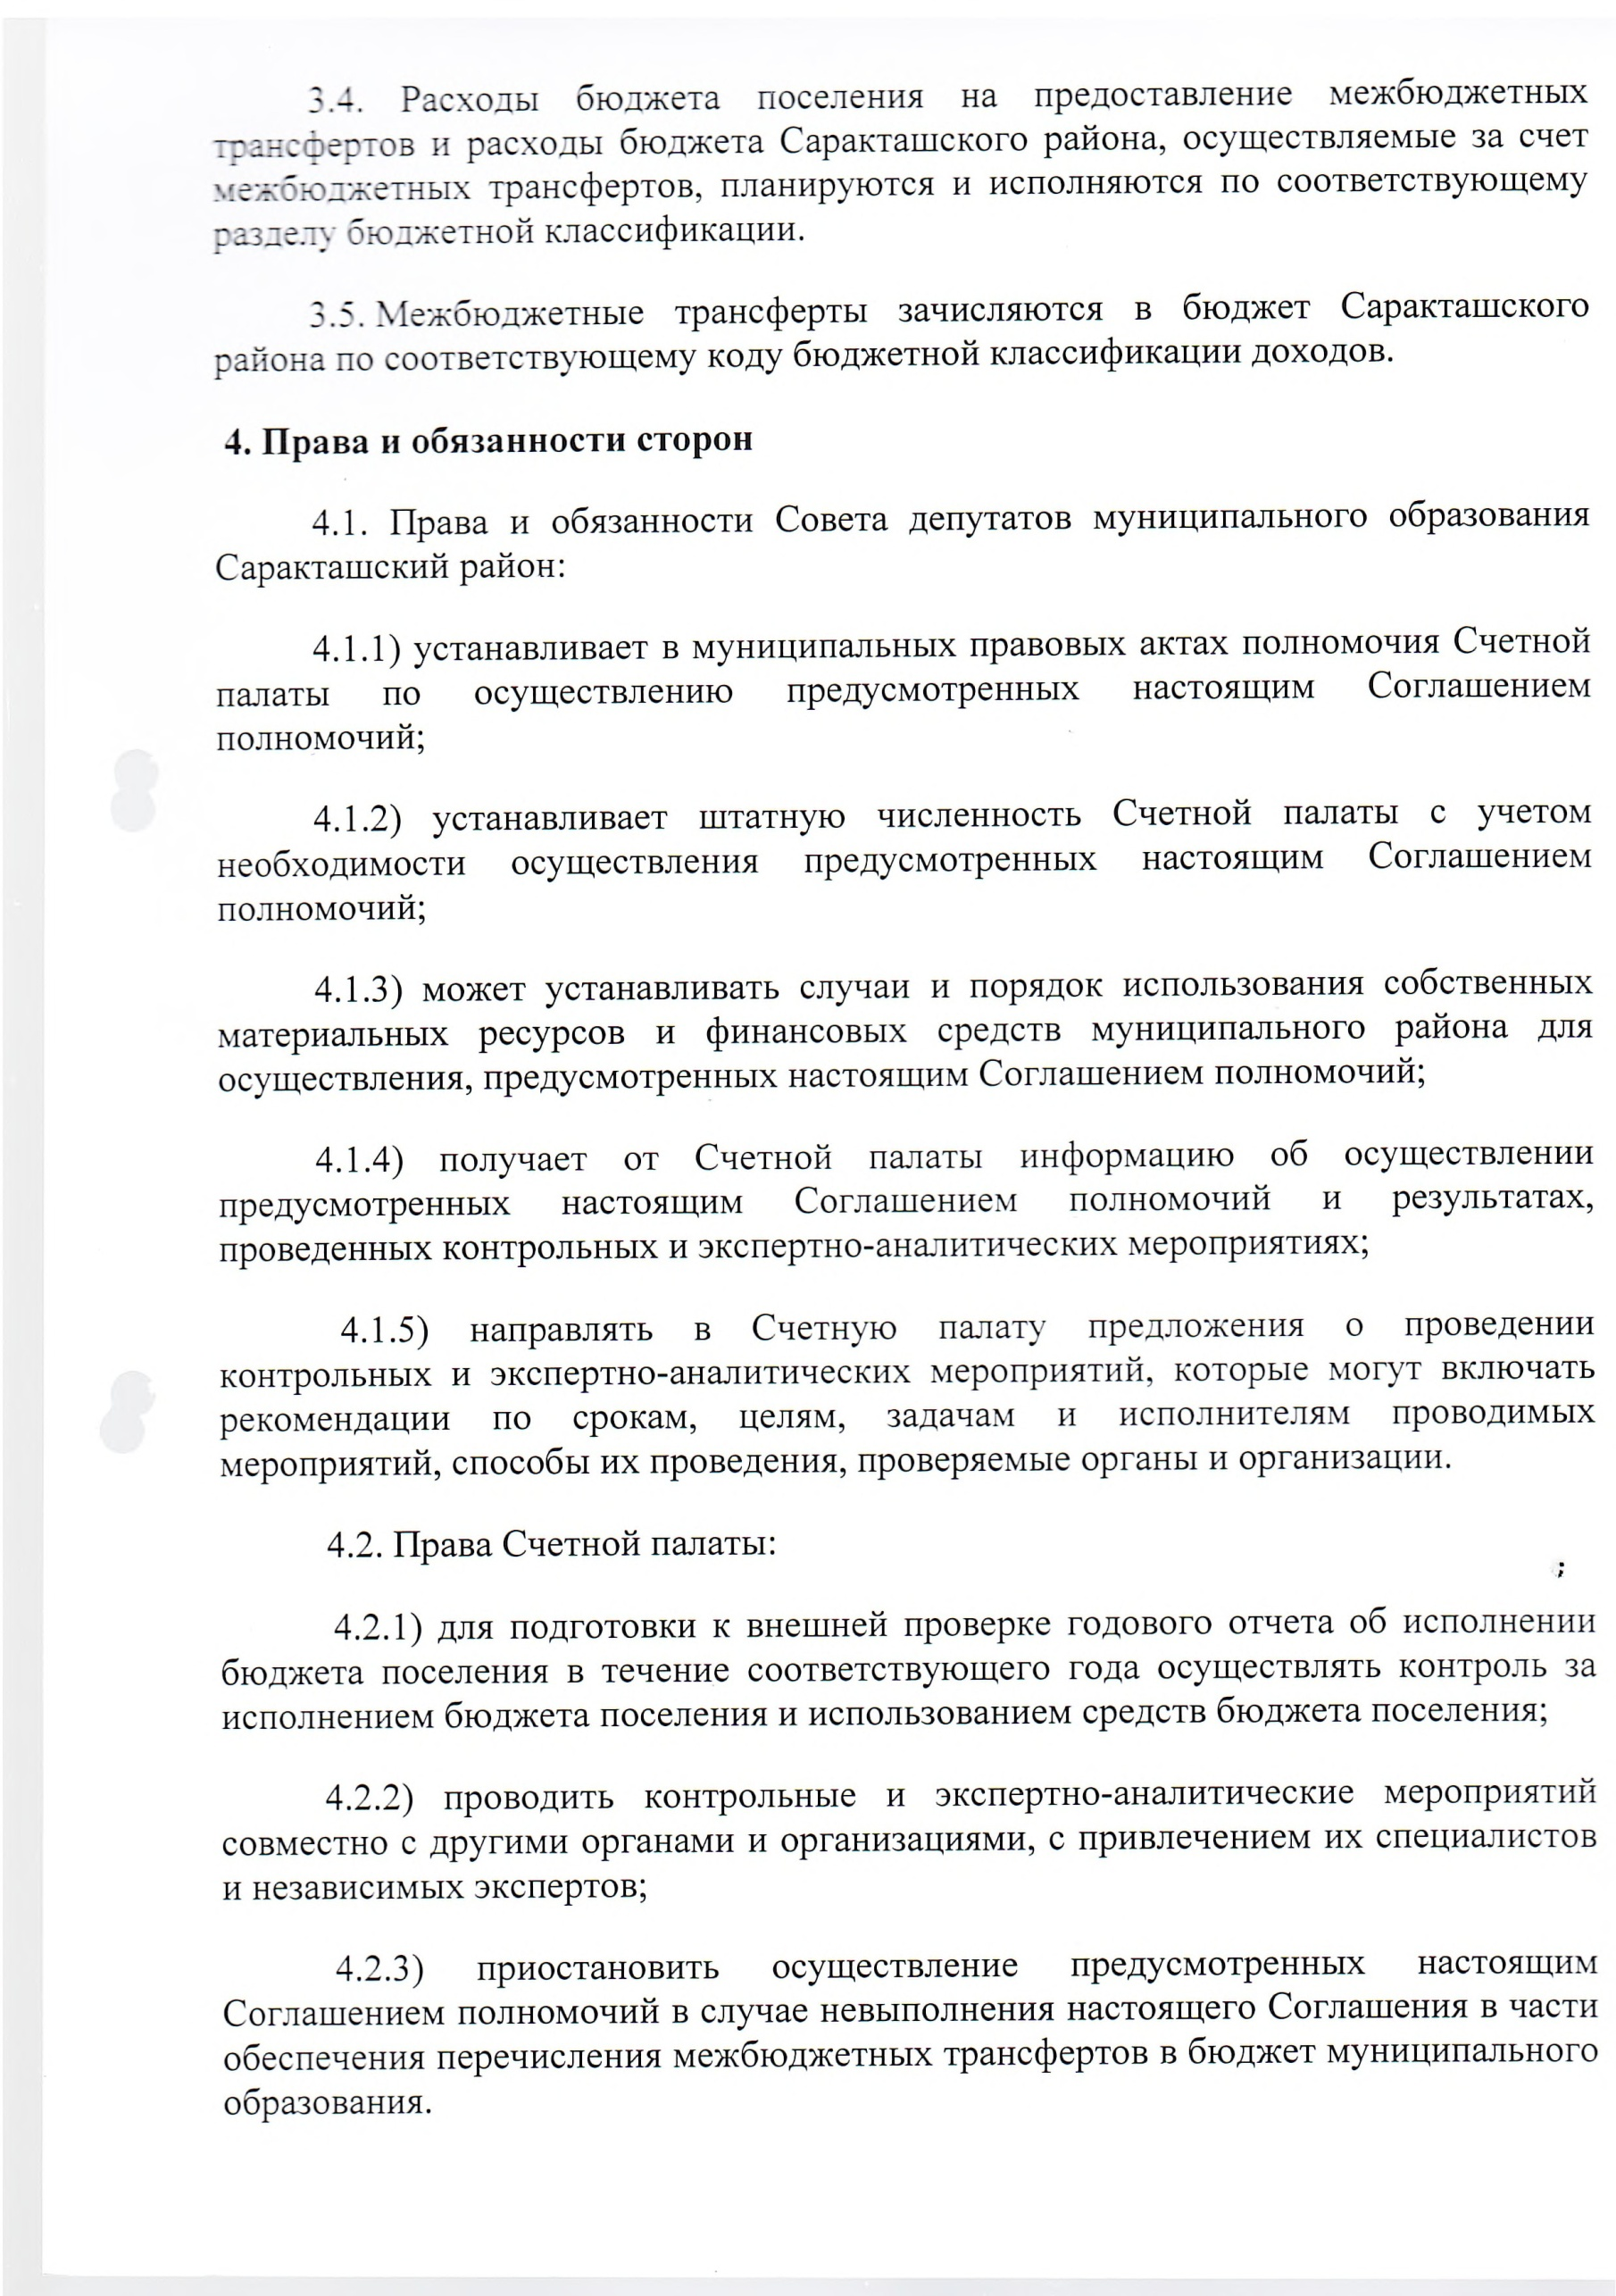 3.4. Расходы бюджета поселения на предоставление межбюджетных
трансфертов и расходы бюджета Саракташского района, осуществляемые за счет
межбюджетных трансфертов, планируются и исполняются по соответствующему
разделу бюджетной классификации.
3.5. Межбюджетные трансферты зачисляются в бюджет Саракташского
района по соответствующему коду бюджетной классификации доходов.
4. Права и обязанности сторон
4.1. Права и обязанности Совета депутатов муниципального образования
Саракташский район:
4.1.1) устанавливает в муниципальных правовых актах полномочия Счетной
палаты по осуществлению предусмотренных настоящим Соглашением
полномочий;
4.1.2) устанавливает штатную численность Счетной палаты с учетом
необходимости осуществления предусмотренных настоящим Соглашением
полномочий;
4.1.3) может устанавливать случаи и порядок использования собственных
материальных ресурсов и финансовых средств муниципального района для
осуществления, предусмотренных настоящим Соглашением полномочий;
4.1.4) получает от Счетной палаты информацию об осуществлении
предусмотренных настоящим Соглашением полномочий и результатах,
проведенных контрольных и экспертно-аналитических мероприятиях;
4.1.5) направлять в Счетную палату предложения о проведении
контрольных и экспертно-аналитических мероприятий, которые могут включать
рекомендации по срокам, целям, задачам и исполнителям проводимых
мероприятий, способы их проведения, проверяемые органы и организации.
4.2. Права Счетной палаты:
;
4.2.1) для подготовки к внешней проверке годового отчета об исполнении
бюджета поселения в течение соответствующего года осуществлять контроль за
исполнением бюджета поселения и использованием средств бюджета поселения;
4.2.2) проводить контрольные и экспертно-аналитические мероприятий
совместно с другими органами и организациями, с привлечением их специалистов
и независимых экспертов;
4.2.3) приостановить осуществление предусмотренных настоящим
Соглашением полномочий в случае невыполнения настоящего Соглашения в части
обеспечения перечисления межбюджетных трансфертов в бюджет муниципального
образования.